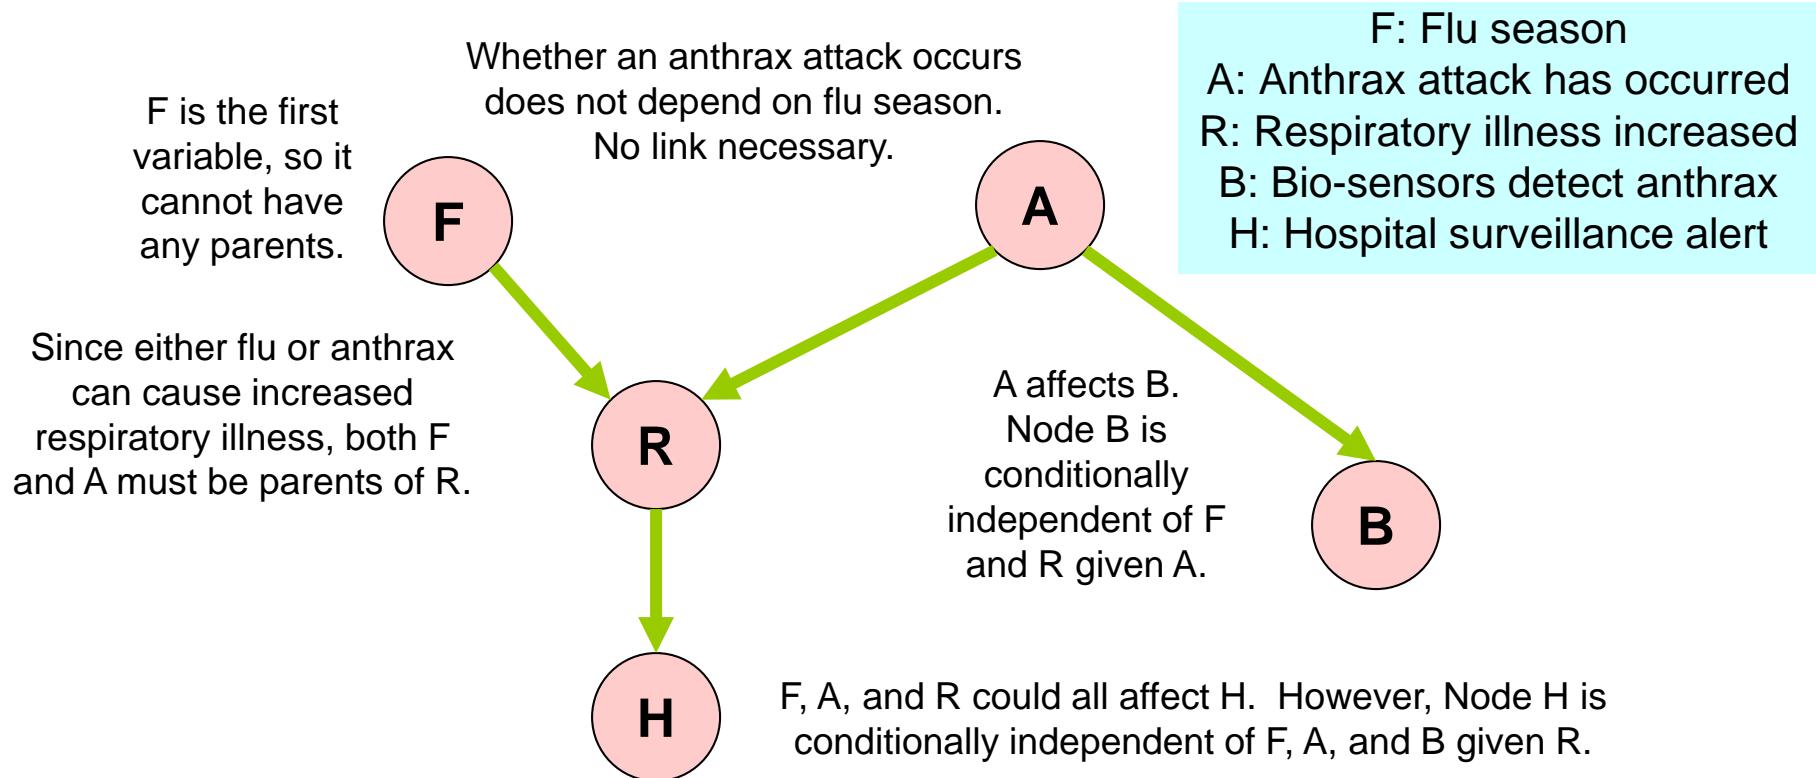 Whether an anthrax attack occurs
does not depend on flu season.
No link necessary.
F: Flu season
A: Anthrax attack has occurred
R: Respiratory illness increased
B: Bio-sensors detect anthrax
H: Hospital surveillance alert
F is the first
variable, so it
cannot have
any parents.
F
A
Since either flu or anthrax
can cause increased
respiratory illness, both F
and A must be parents of R.
R
A affects B.
Node B is
conditionally
independent of F
and R given A.
B
H
F, A, and R could all affect H.  However, Node H is
conditionally independent of F, A, and B given R.